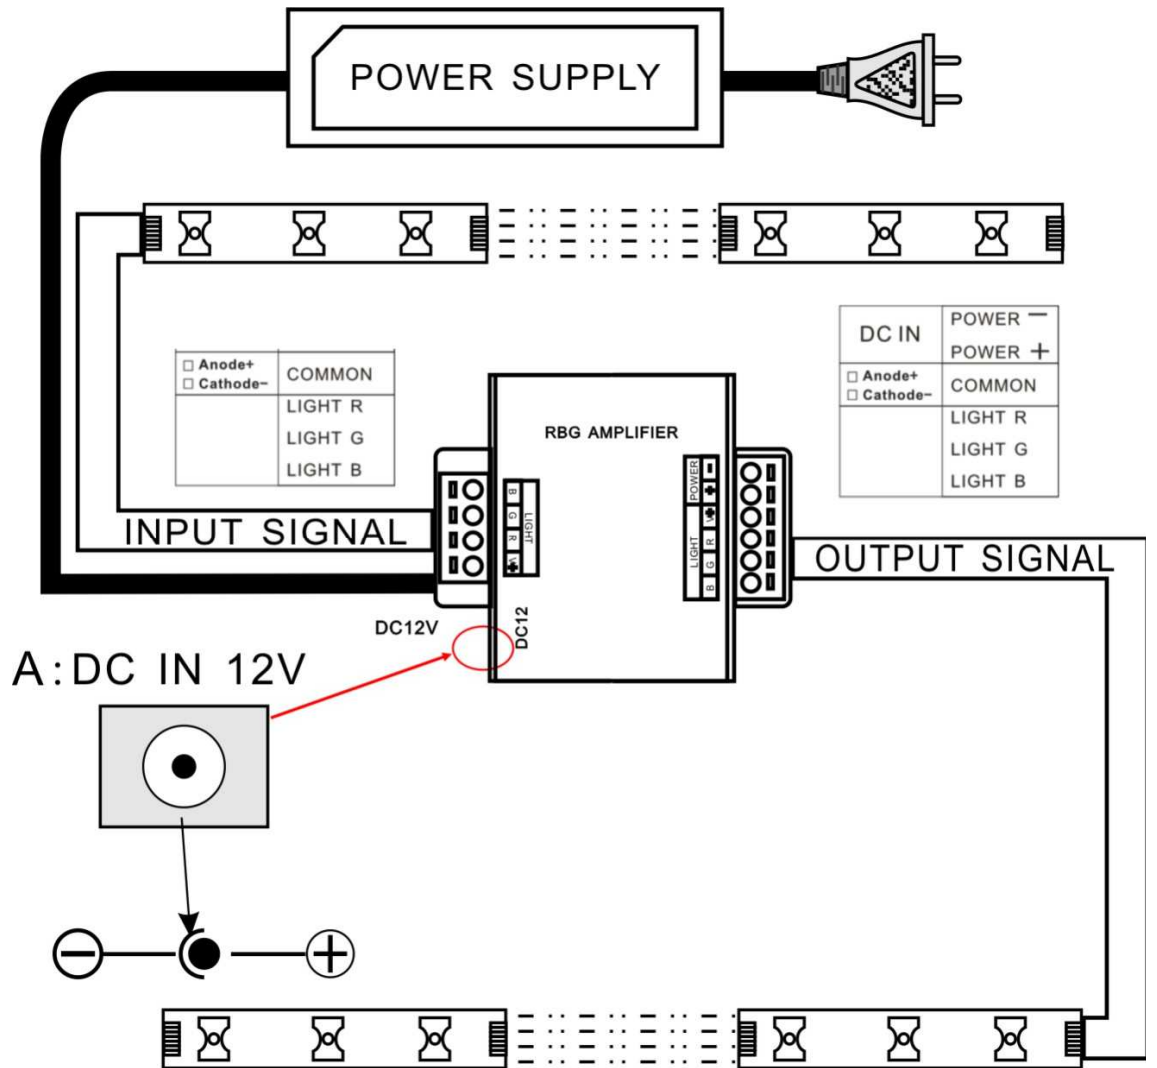 POWER SUPPLY
DC IN
POWER —
POWER +
□ Anode+
□ Cathode−
COMMON
LIGHT R
LIGHT G
LIGHT B
□ Anode+
□ Cathode−
COMMON
LIGHT R
LIGHT G
LIGHT B
RBG AMPLIFIER
INPUT SIGNAL
B
G
R
V+
LIGHT
POWER
−
+
LIGHT
V+
R
G
B
OUTPUT SIGNAL
DC12V
DC12
A:DC IN 12V
− +